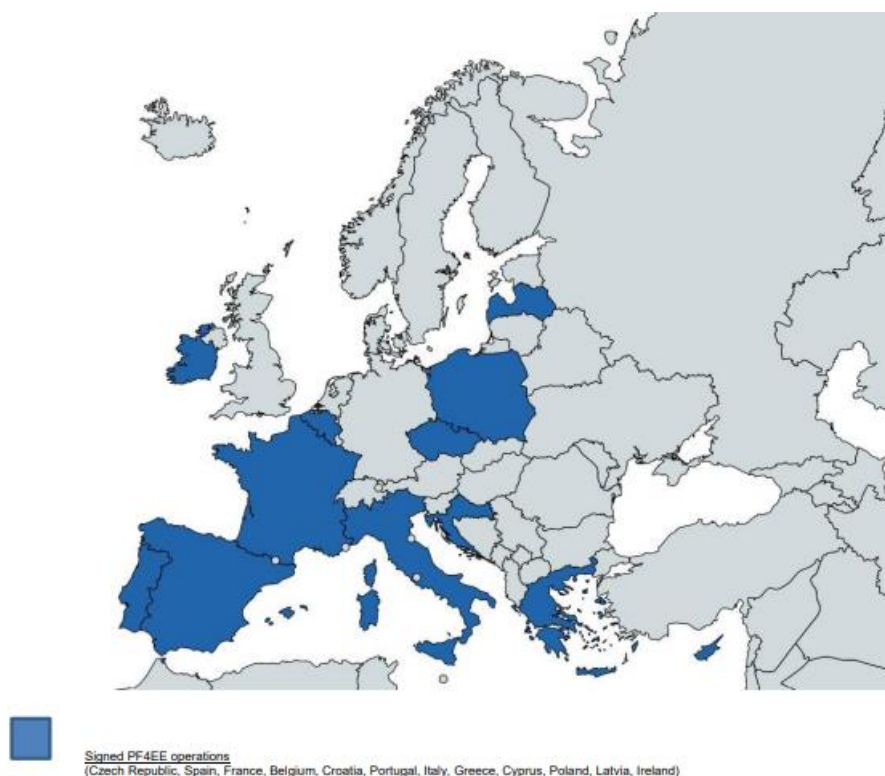 Signed PF4EE operations
(Czech Republic, Spain, France, Belgium, Croatia, Portugal, Italy, Greece, Cyprus, Poland, Latvia, Ireland)